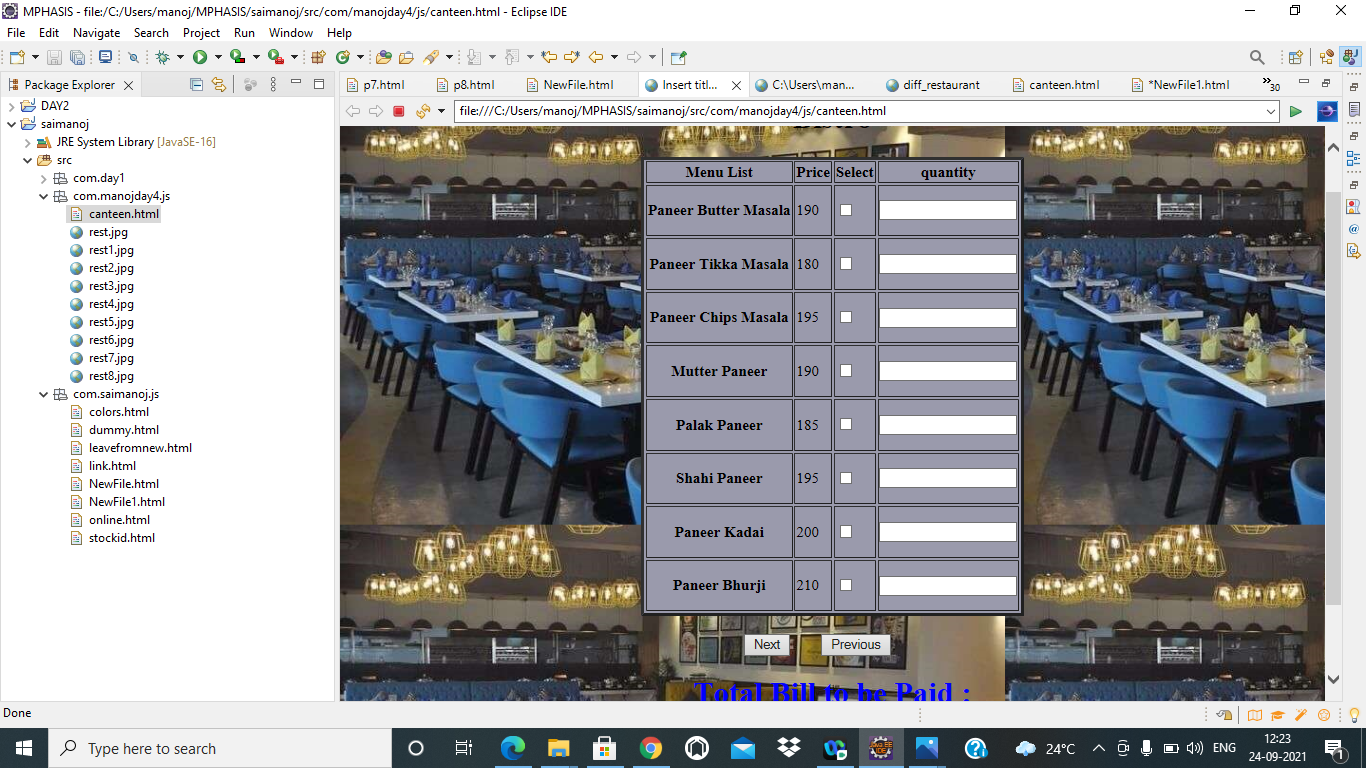 MPHASIS - file:/C:/Users/manoj/MPHASIS/saimanoj/src/com/manojday4/js/canteen.html - Eclipse IDE
File Edit Navigate Search Project Run Window Help
Package Explorer
p7.html p8.html NewFile.html Insert titl... C:\Users\man... diff_restaurant canteen.html *NewFile1.html 30
file:///C:/Users/manoj/MPHASIS/saimanoj/src/com/manojday4/js/canteen.html
DAY2
saimanoj
JRE System Library [JavaSE-16]
src
com.day1
com.manojday4.js
canteen.html
rest.jpg
rest1.jpg
rest2.jpg
rest3.jpg
rest4.jpg
rest5.jpg
rest6.jpg
rest7.jpg
rest8.jpg
com.saimanoj.js
colors.html
dummy.html
leavefromnew.html
link.html
NewFile.html
NewFile1.html
online.html
stockid.html
Menu List Price Select quantity
Paneer Butter Masala 190
Paneer Tikka Masala 180
Paneer Chips Masala 195
Mutter Paneer 190
Palak Paneer 185
Shahi Paneer 195
Paneer Kadai 200
Paneer Bhurji 210
Next Previous
Total Bill to be Paid :
Done
Type here to search
24°C ENG 12:23
24-09-2021
1